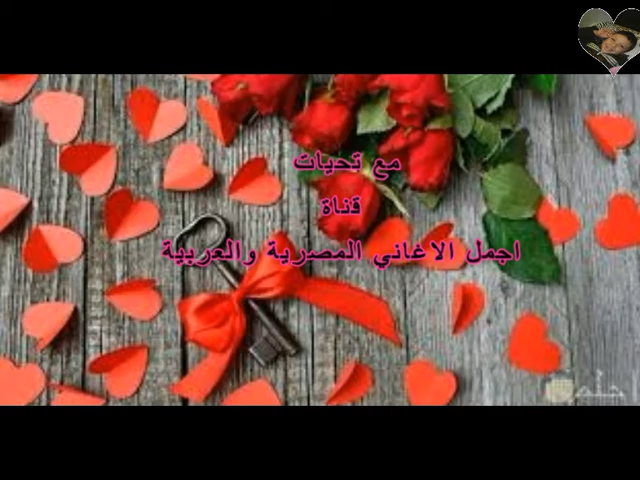 مع تحيات
قناة
اجمل الاغاني المصرية والعربية